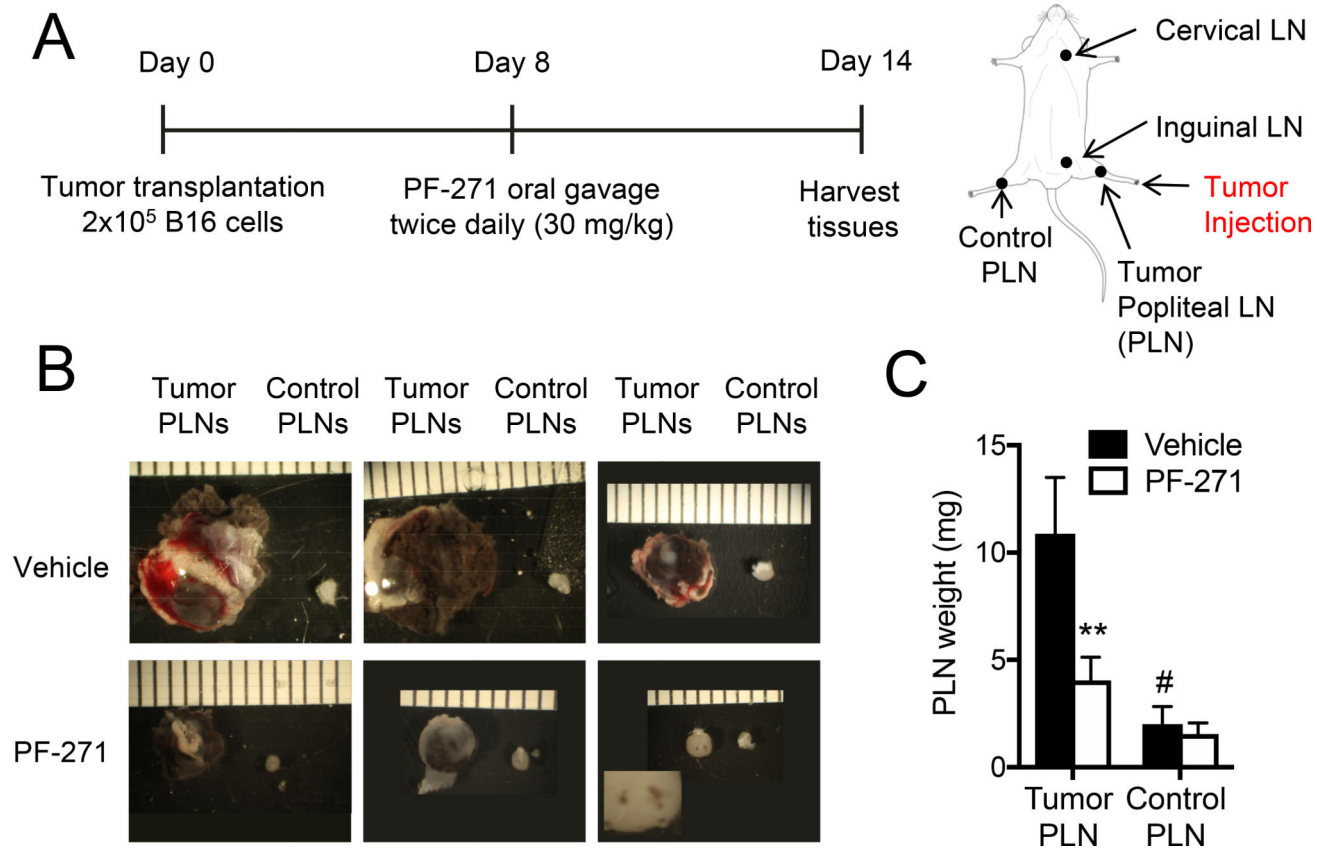 A
Day 0
Day 8
Day 14
Tumor transplantation
2x10⁵ B16 cells
PF-271 oral gavage
twice daily (30 mg/kg)
Harvest
tissues
Cervical LN
Inguinal LN
Tumor
Injection
Control
PLN
Tumor
Popliteal LN
(PLN)
B
Tumor
PLNs
Control
PLNs
Tumor
PLNs
Control
PLNs
Tumor
PLNs
Control
PLNs
Vehicle
PF-271
C
Vehicle
PF-271
PLN weight (mg)
15
10
5
0
**
#
Tumor
PLN
Control
PLN